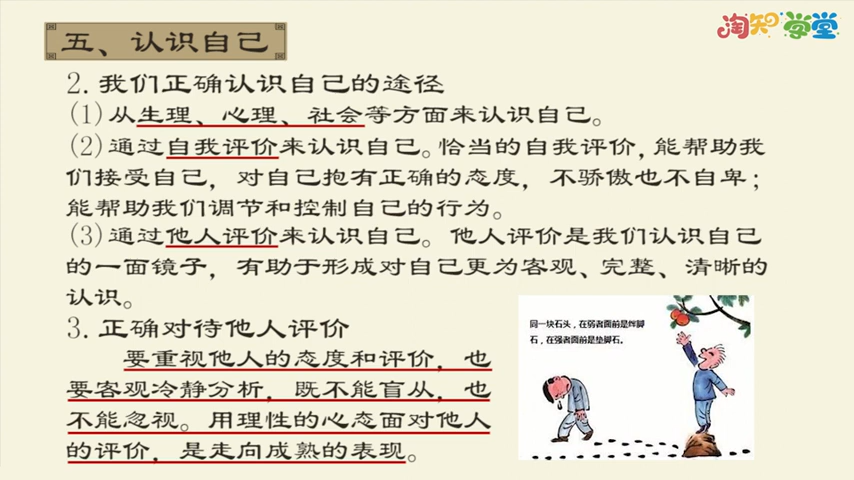 五、认识自己
淘知学堂
2.我们正确认识自己的途径
(1)从生理、心理、社会等方面来认识自己。
(2)通过自我评价来认识自己。恰当的自我评价,能帮助我
们接受自己，对自己抱有正确的态度，不骄傲也不自卑；
能帮助我们调节和控制自己的行为。
(3)通过他人评价来认识自己。他人评价是我们认识自己
的一面镜子，有助于形成对自己更为客观、完整、清晰的
认识。
3.正确对待他人评价
要重视他人的态度和评价，也
要客观冷静分析，既不能盲从，也
不能忽视。用理性的心态面对他人
的评价，是走向成熟的表现。
同一块石头，在弱者面前是绊脚
石，在强者面前是垫脚石。